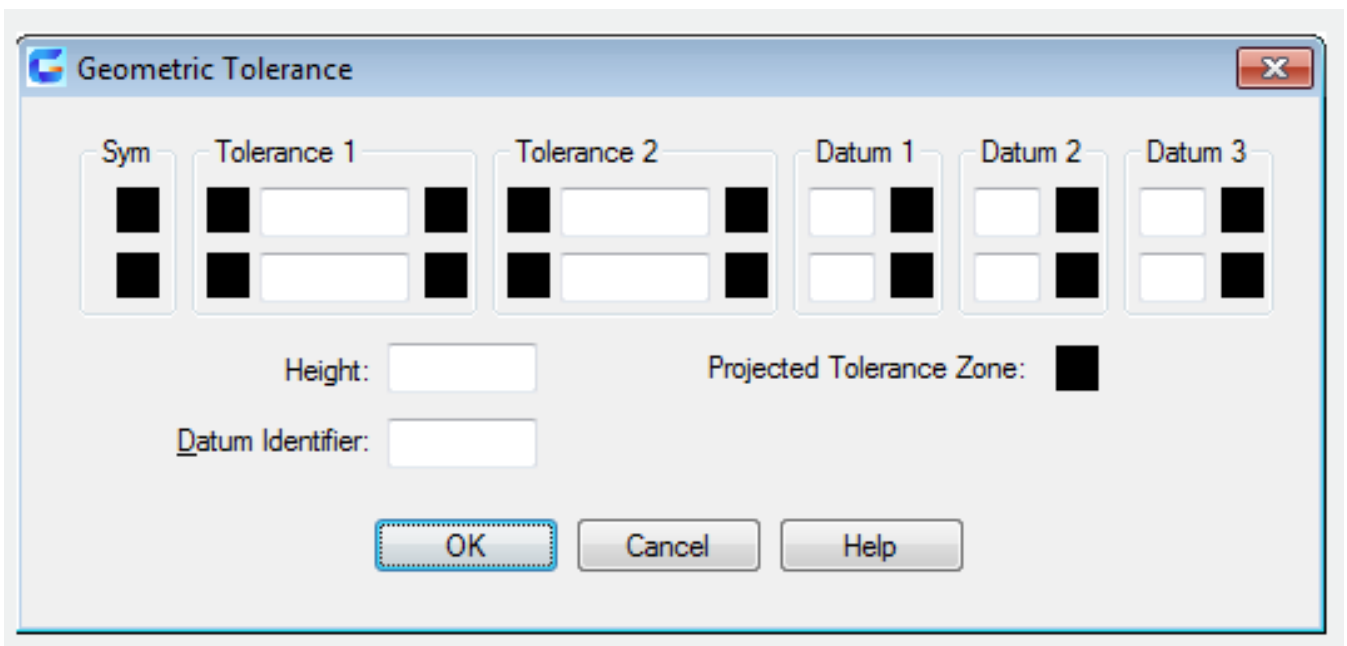 Geometric Tolerance
Sym Tolerance 1 Tolerance 2 Datum 1 Datum 2 Datum 3
Height: Projected Tolerance Zone:
Datum Identifier:
OK Cancel Help